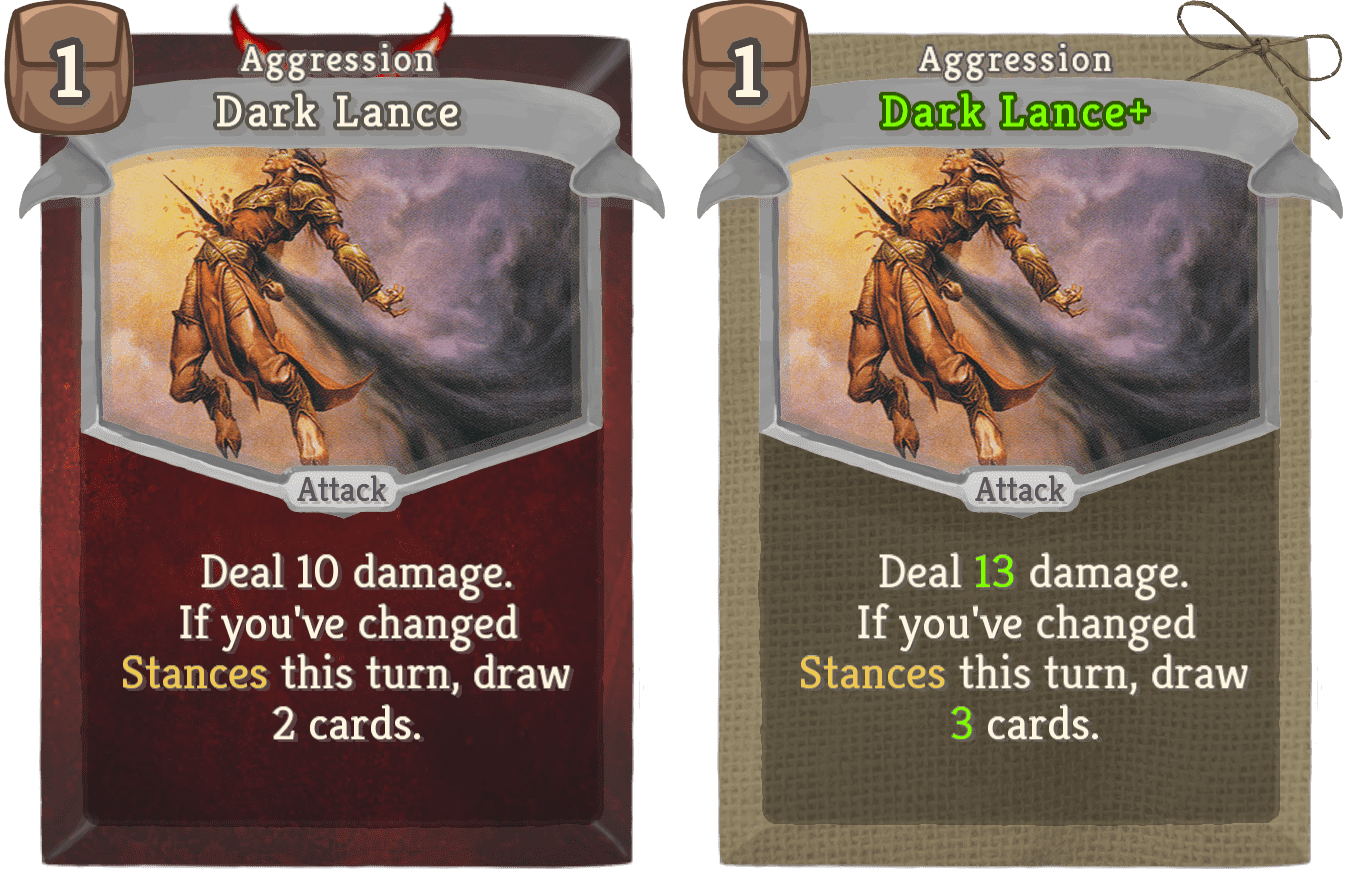 1
Aggression
Dark Lance
Attack
Deal 10 damage.
If you've changed
Stances this turn, draw
2 cards.
1
Aggression
Dark Lance+
Attack
Deal 13 damage.
If you've changed
Stances this turn, draw
3 cards.